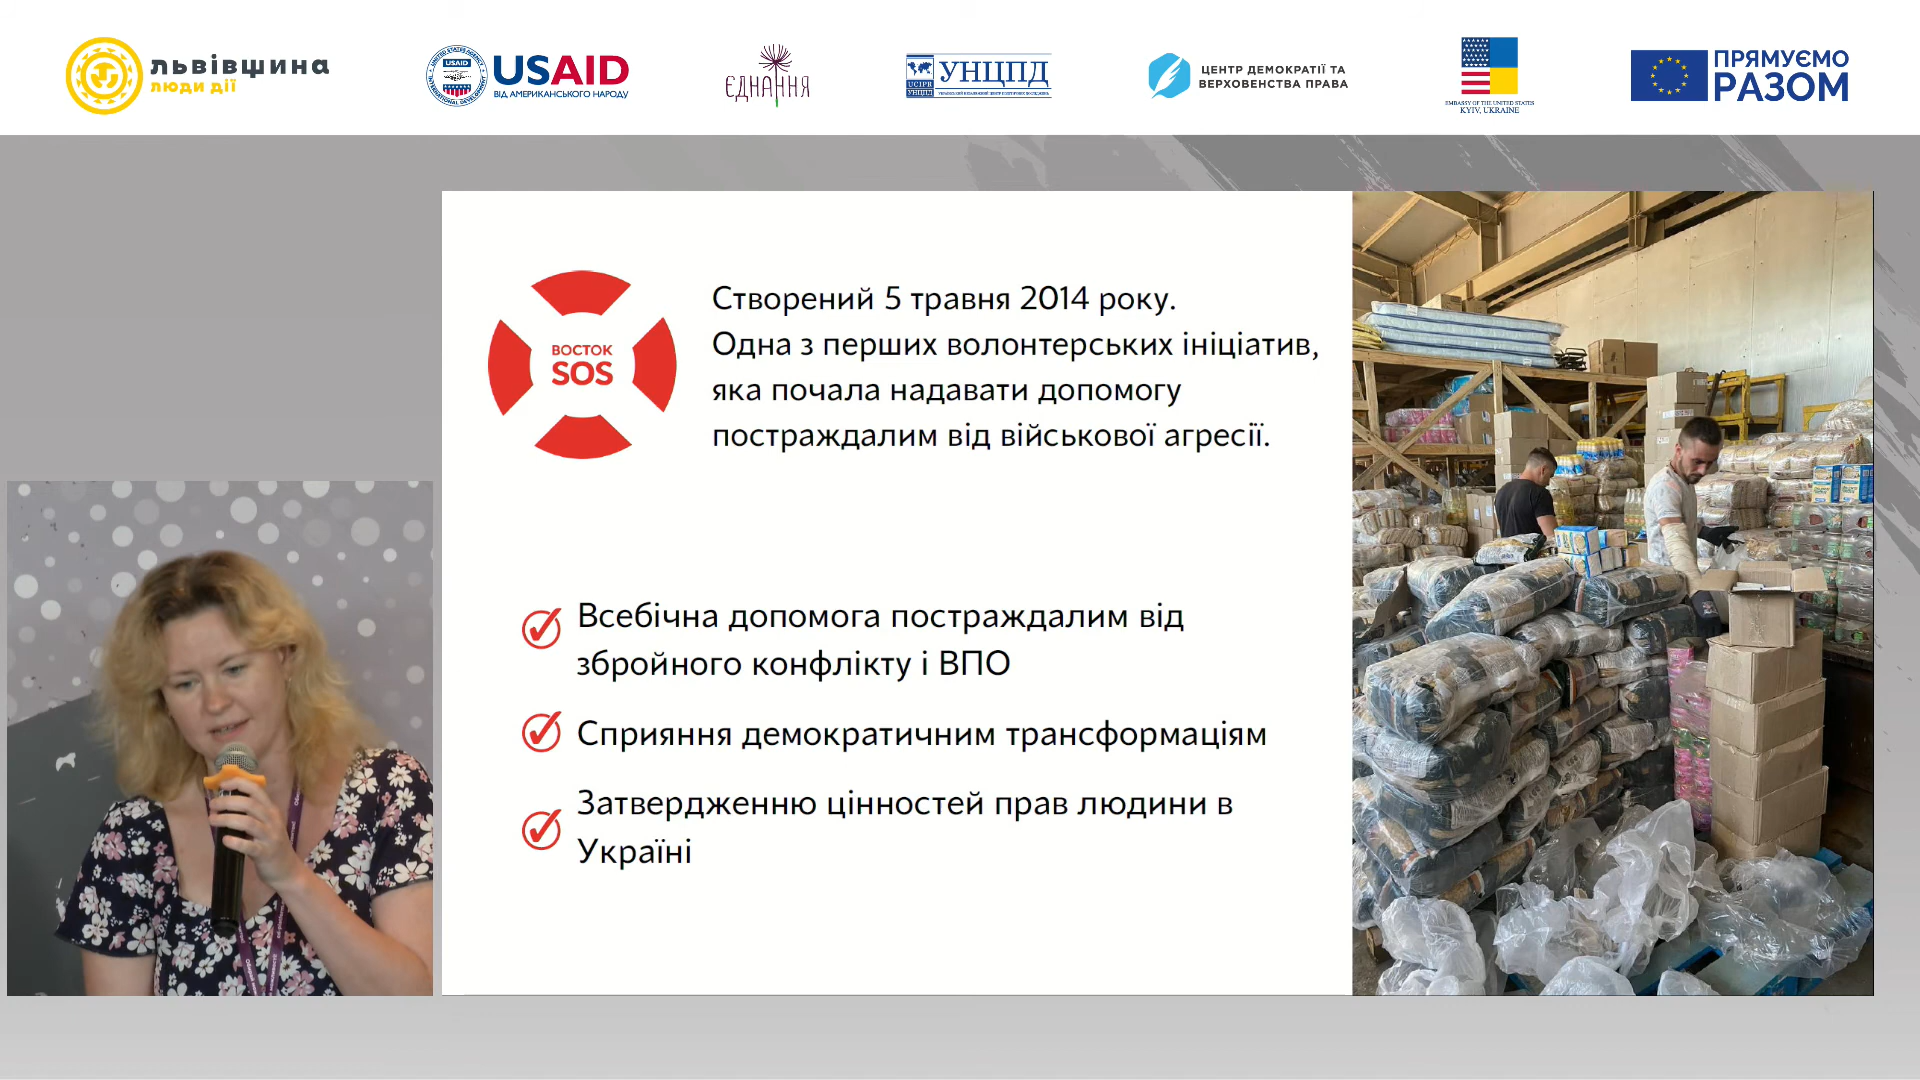 львівщина
люди дії
USAID
USAID
ВІД АМЕРИКАНСЬКОГО НАРОДУ
ЄДНАННЯ
УНЦПД
UCIPR
УНЦПД
ЦЕНТР ДЕМОКРАТІЇ ТА
ВЕРХОВЕНСТВА ПРАВА
EMBASSY OF THE UNITED STATES
KYIV, UKRAINE
ПРЯМУЄМО
РАЗОМ
ВОСТОК
SOS
Створений 5 травня 2014 року.
Одна з перших волонтерських ініціатив,
яка почала надавати допомогу
постраждалим від військової агресії.
Всебічна допомога постраждалим від
збройного конфлікту і ВПО
Сприяння демократичним трансформаціям
Затвердженню цінностей прав людини в
Україні